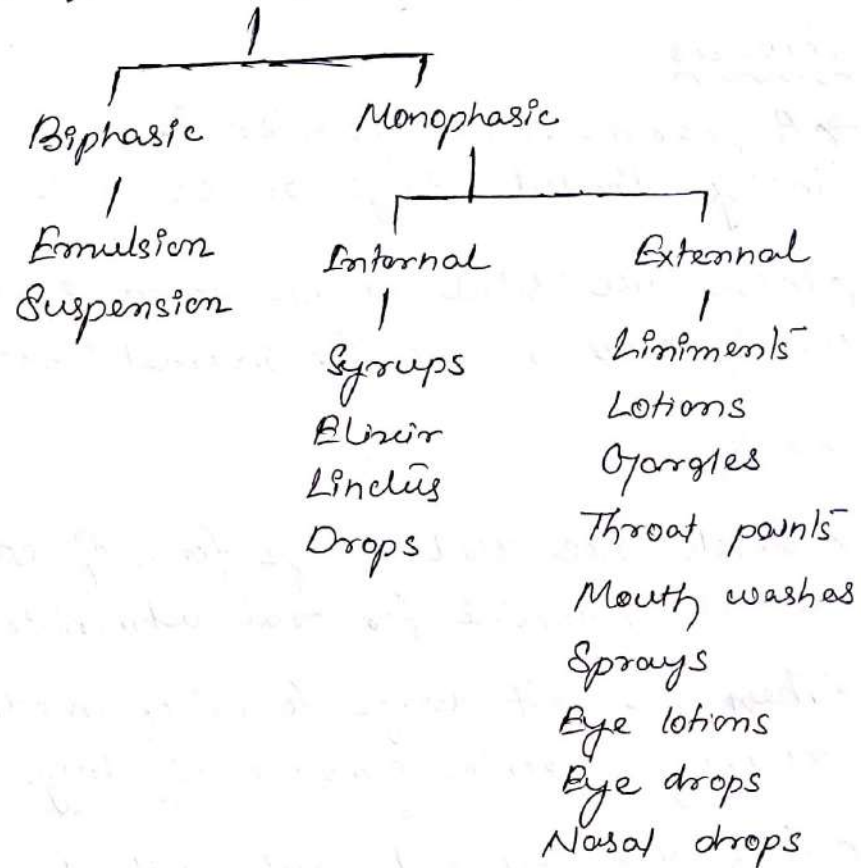 Biphasic Monophasic
Emulsion Internal External
Suspension
Syrups Liniments
Elixir Lotions
Linctus Gargles
Drops Throat paints
Mouth washes
Sprays
Eye lotions
Eye drops
Nasal drops